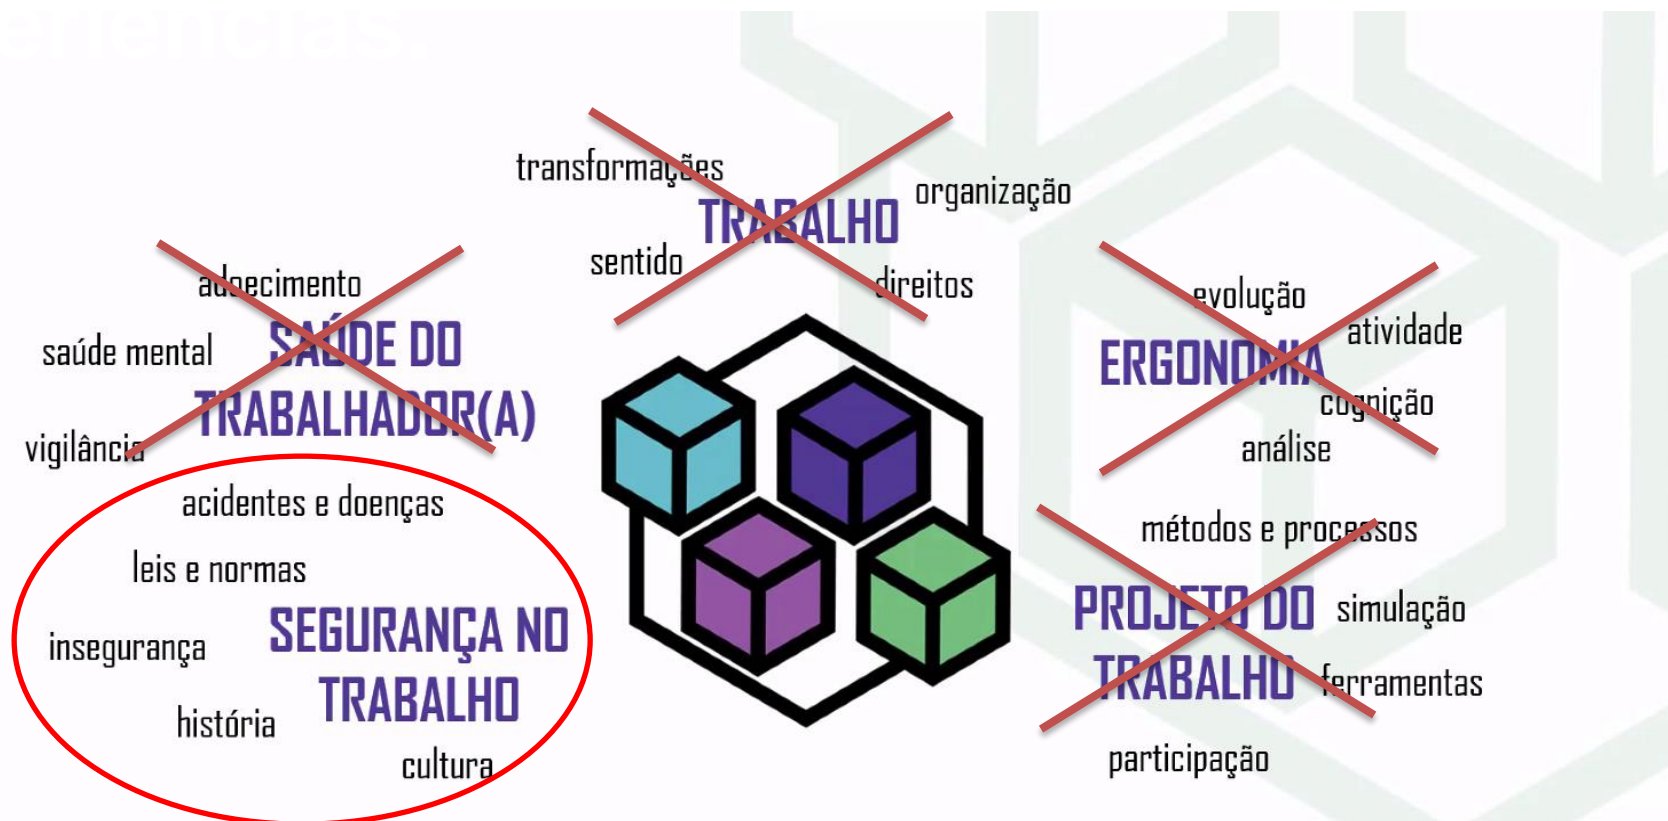 eriências.
transformações
TRABALHO
organização
sentido
direitos
adoecimento
saúde mental
SAÚDE DO
TRABALHADOR(A)
vigilância
evolução
atividade
ERGONOMIA
cognição
análise
acidentes e doenças
leis e normas
insegurança
SEGURANÇA NO
TRABALHO
história
cultura
métodos e processos
PROJETO DO
TRABALHO
simulação
ferramentas
participação